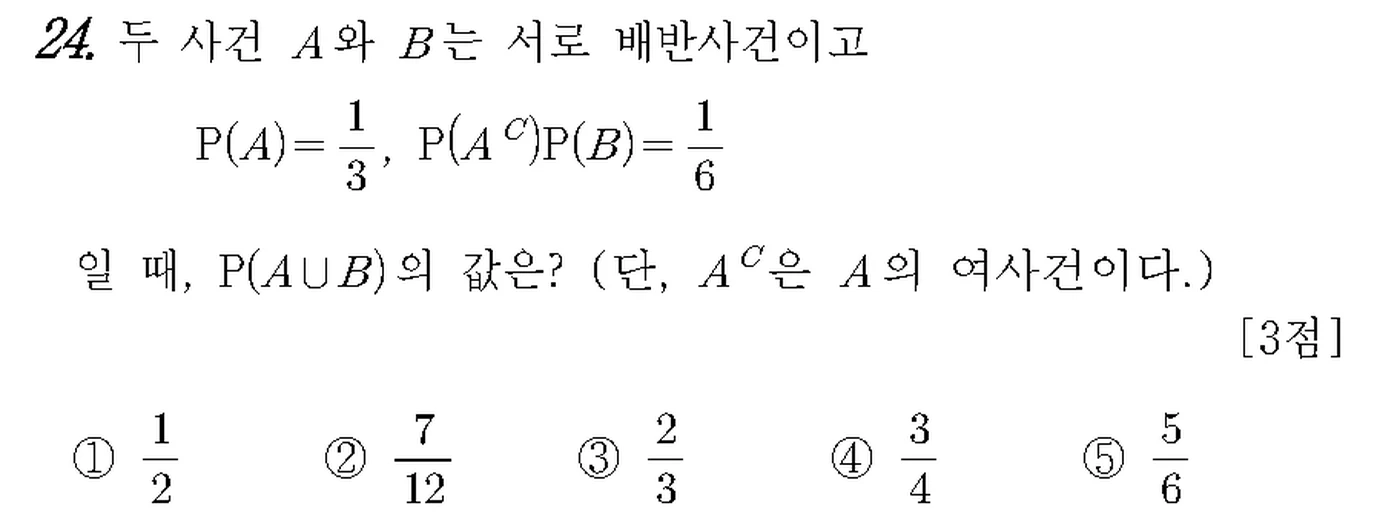 24. 두 사건 A와 B는 서로 배반사건이고
P(A)=1/3, P(A^C)P(B)=1/6
일 때, P(A∪B)의 값은? (단, A^C은 A의 여사건이다.)
[3점]
① 1/2 ② 7/12 ③ 2/3 ④ 3/4 ⑤ 5/6